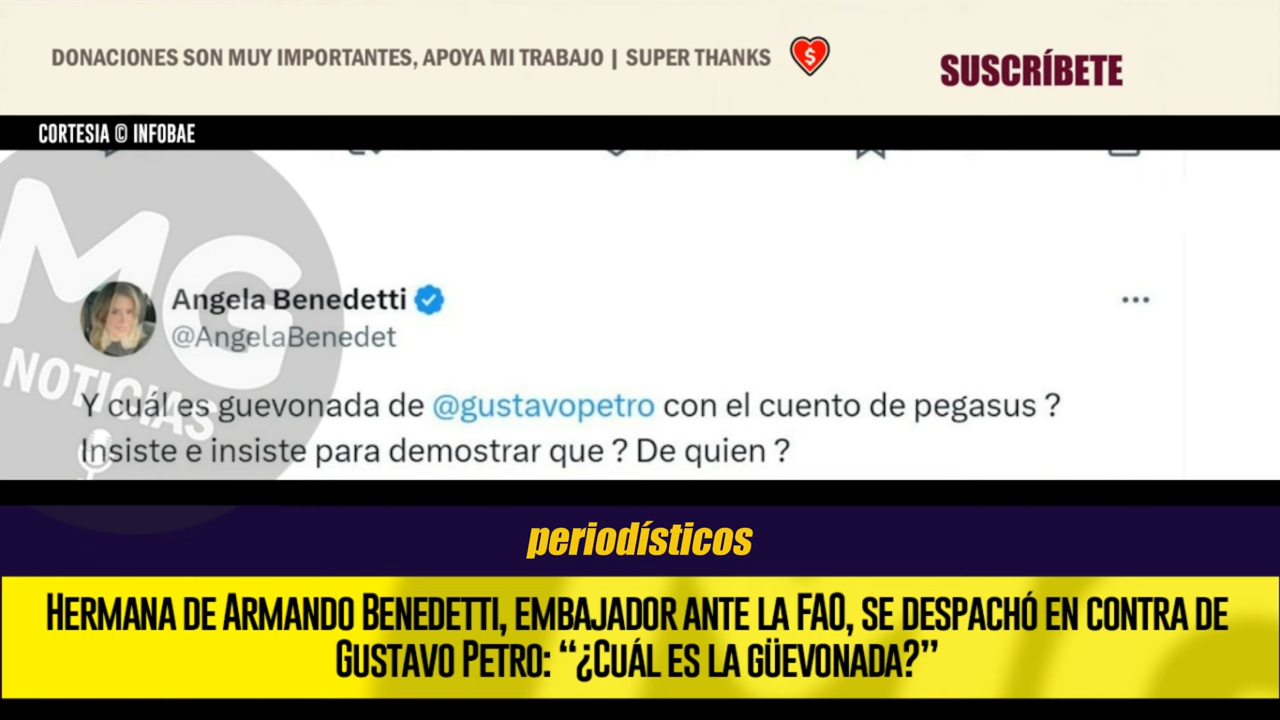 DONACIONES SON MUY IMPORTANTES, APOYA MI TRABAJO | SUPER THANKS
$
SUSCRÍBETE
CORTESIA © INFOBAE
MG
NOTICIAS
Angela Benedetti
@AngelaBenedet
Y cuál es guevonada de @gustavopetro con el cuento de pegasus ?
Insiste e insiste para demostrar que ? De quien ?
periodísticos
HERMANA DE ARMANDO BENEDETTI, EMBAJADOR ANTE LA FAO, SE DESPACHÓ EN CONTRA DE
GUSTAVO PETRO: “¿CUÁL ES LA GÜEVONADA?”